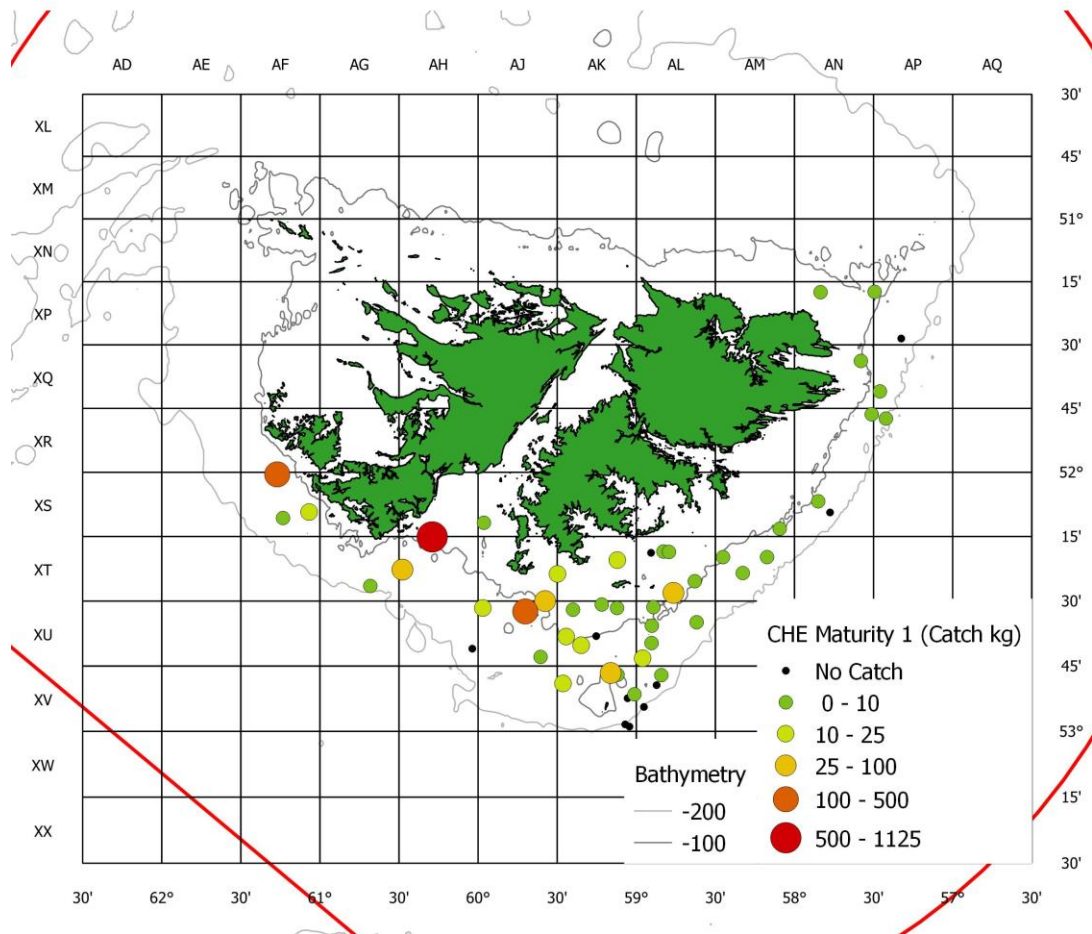 AD AE AF AG AH AJ AK AL AM AN AP AQ
30'
XL
45'
XM
51°
XN
15'
XP
30'
XQ
45'
XR
52°
XS
15'
XT
30'
CHE Maturity 1 (Catch kg)
XU
No Catch
45'
0 - 10
XV
10 - 25
53°
25 - 100
XW
Bathymetry
100 - 500
15'
-200
500 - 1125
XX
-100
30'
30' 62° 30' 61° 30' 60° 30' 59° 30' 58° 30' 57° 30'